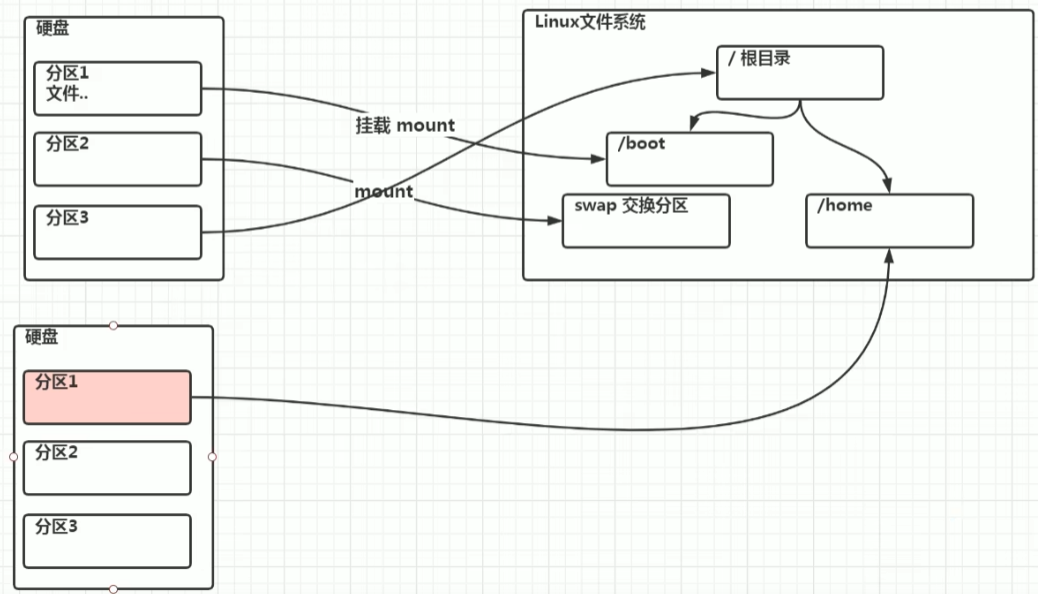 硬盘
分区1
文件..
分区2
分区3
挂载 mount
mount
Linux文件系统
/ 根目录
/boot
swap 交换分区
/home
硬盘
分区1
分区2
分区3